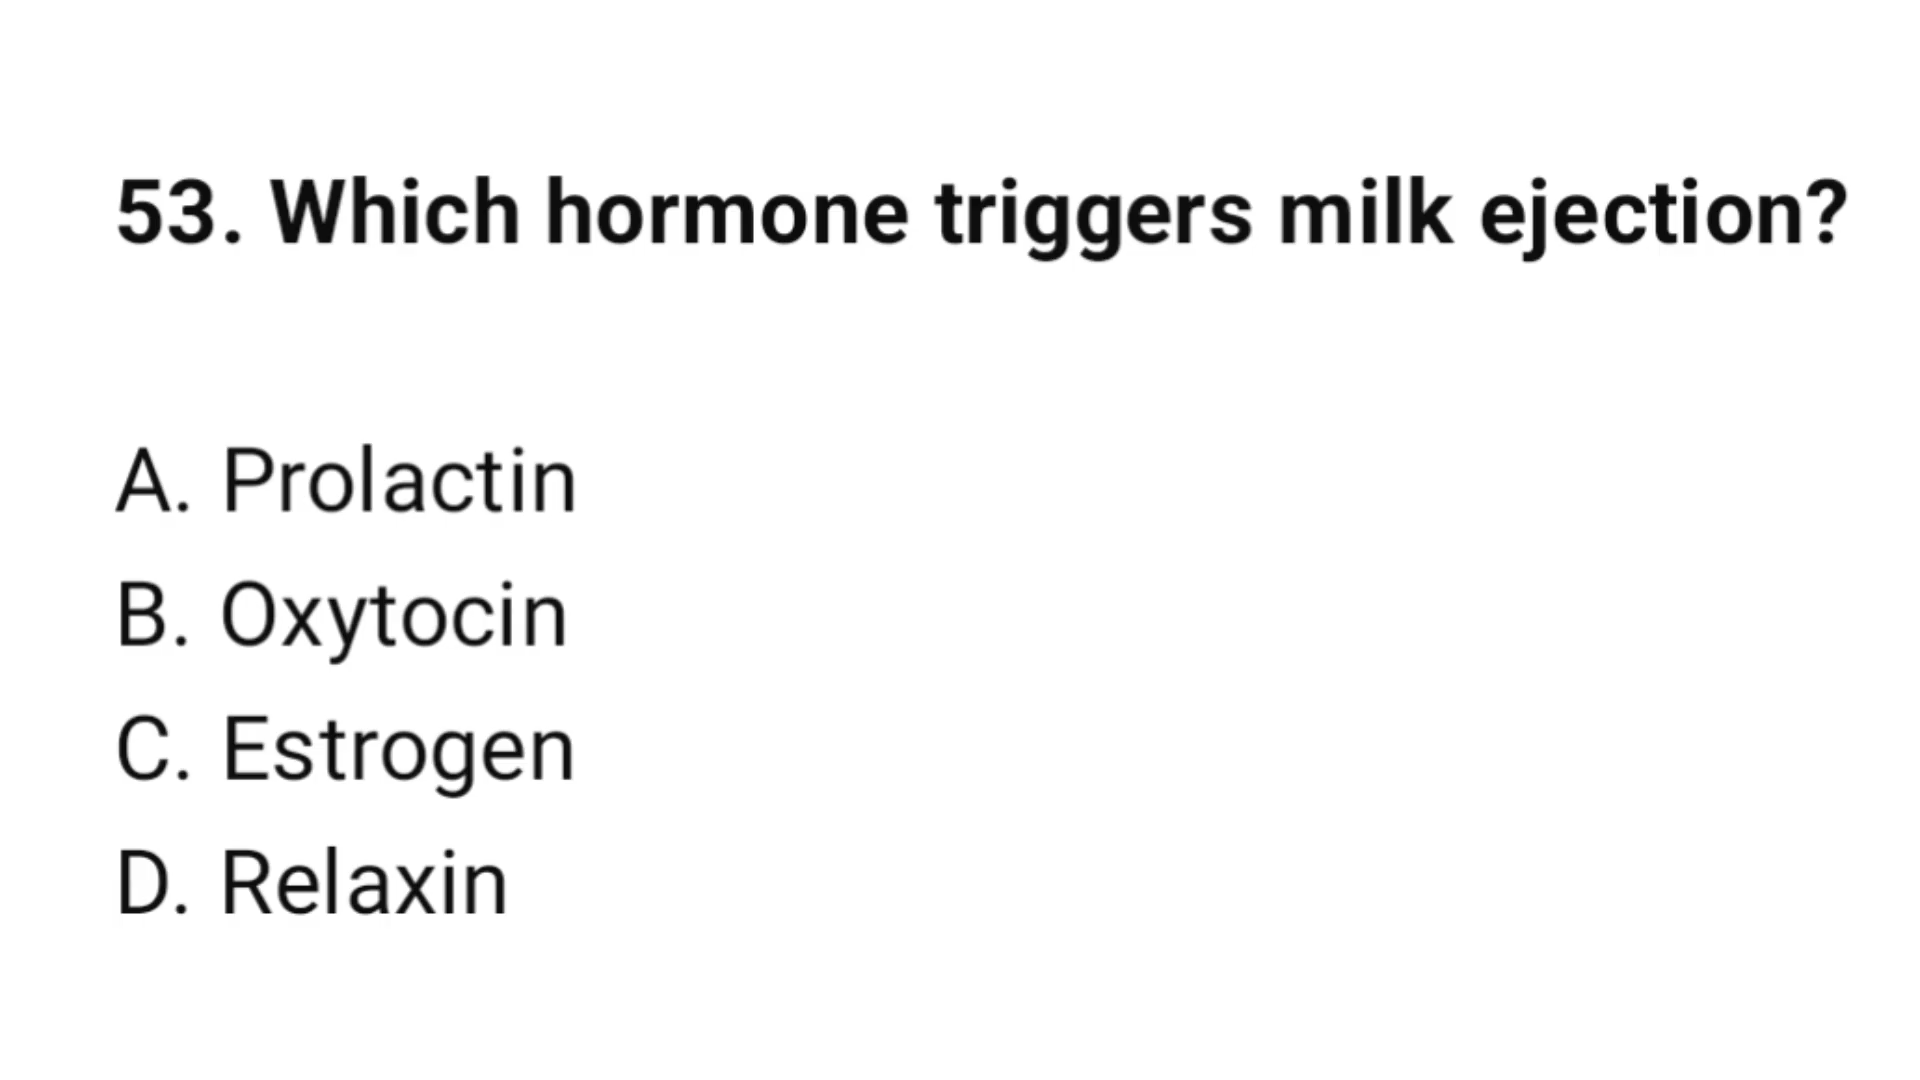 53. Which hormone triggers milk ejection?
A. Prolactin
B. Oxytocin
C. Estrogen
D. Relaxin